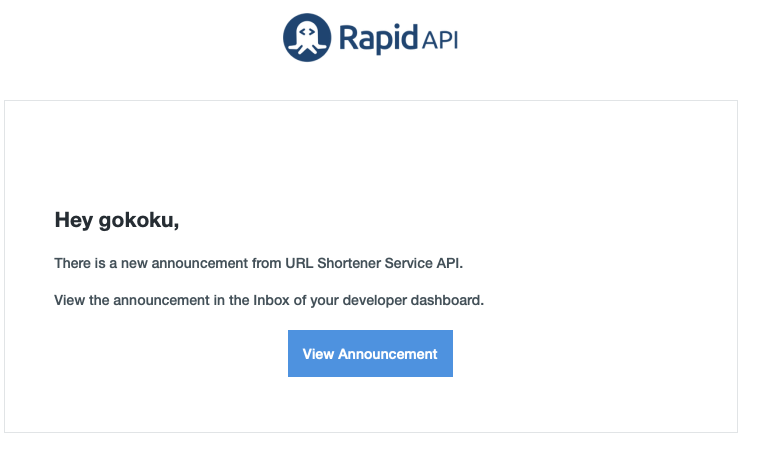 Rapid API
Hey gokoku,
There is a new announcement from URL Shortener Service API.
View the announcement in the Inbox of your developer dashboard.
View Announcement